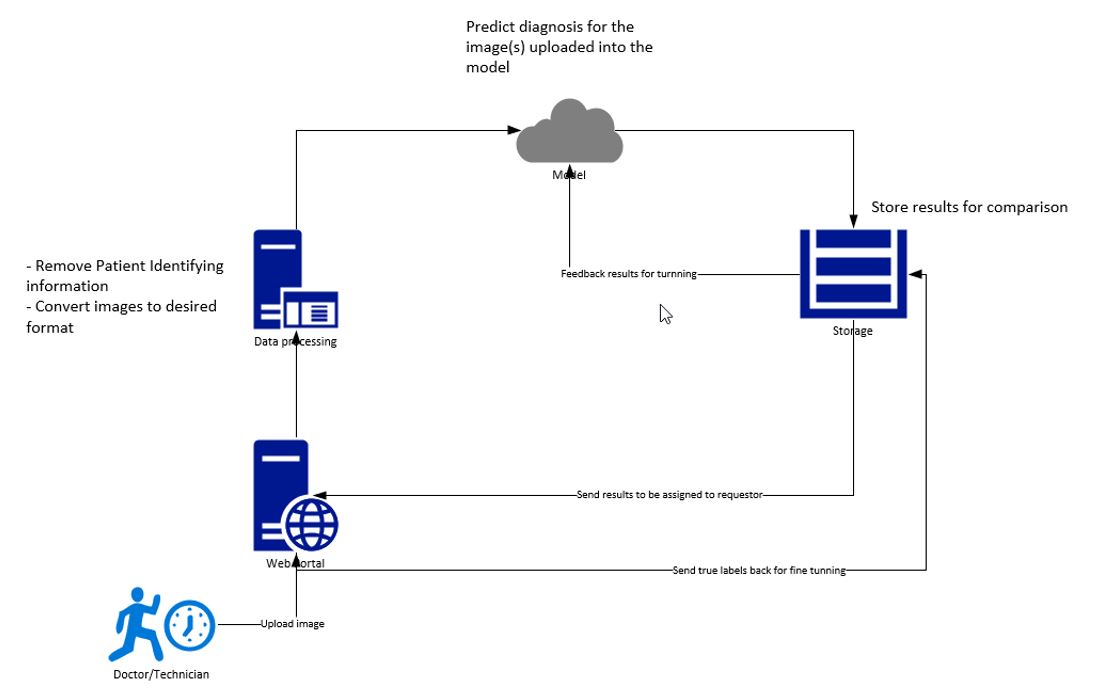 Predict diagnosis for the
image(s) uploaded into the
model
Model
Store results for comparison
- Remove Patient Identifying
information
- Convert images to desired
format
Feedback results for turnning
Storage
Data processing
Send results to be assigned to requestor
Web Portal
Send true labels back for fine tunning
Upload image
Doctor/Technician